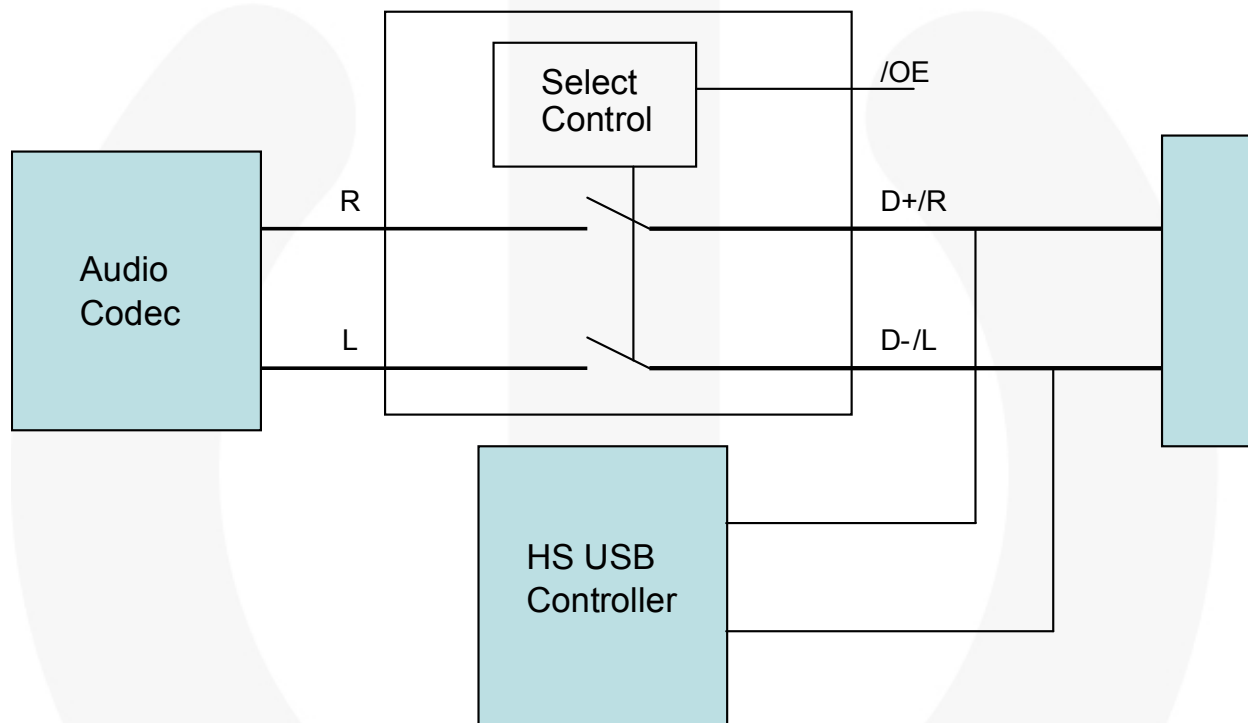 Select
Control
/OE
R
D+/R
Audio
Codec
L
D-/L
HS USB
Controller